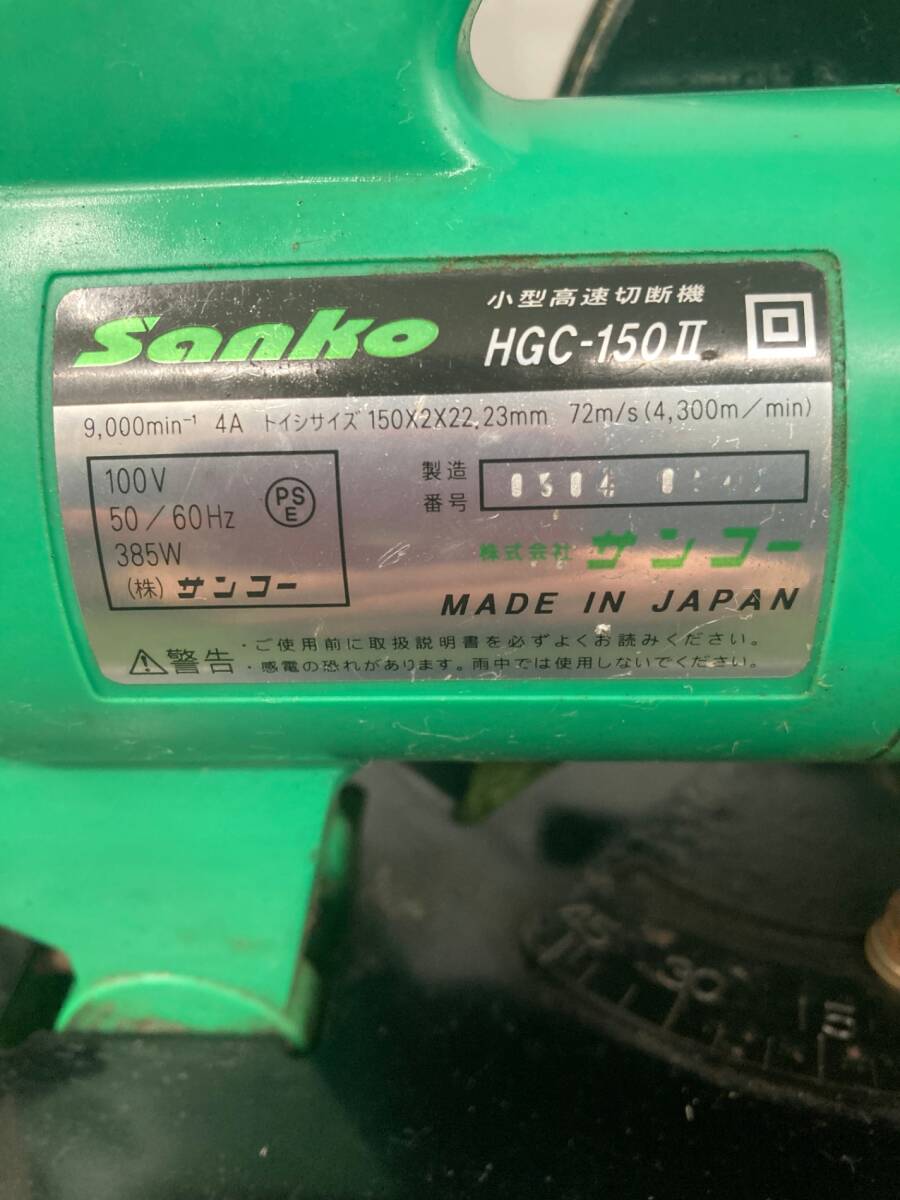 Sanko
小型高速切断機
HGC-150 II
9,000min⁻¹ 4A トイシサイズ 150X2X22.23mm 72m/s(4,300m/min)
100V
50/60Hz
385W
(株) サンコー
PS
E
製造
番号
0304
株式会社 サンコー
MADE IN JAPAN
警告
・ご使用前に取扱説明書を必ずよくお読みください。
・感電の恐れがあります。雨中では使用しないでください。
45
30°
15